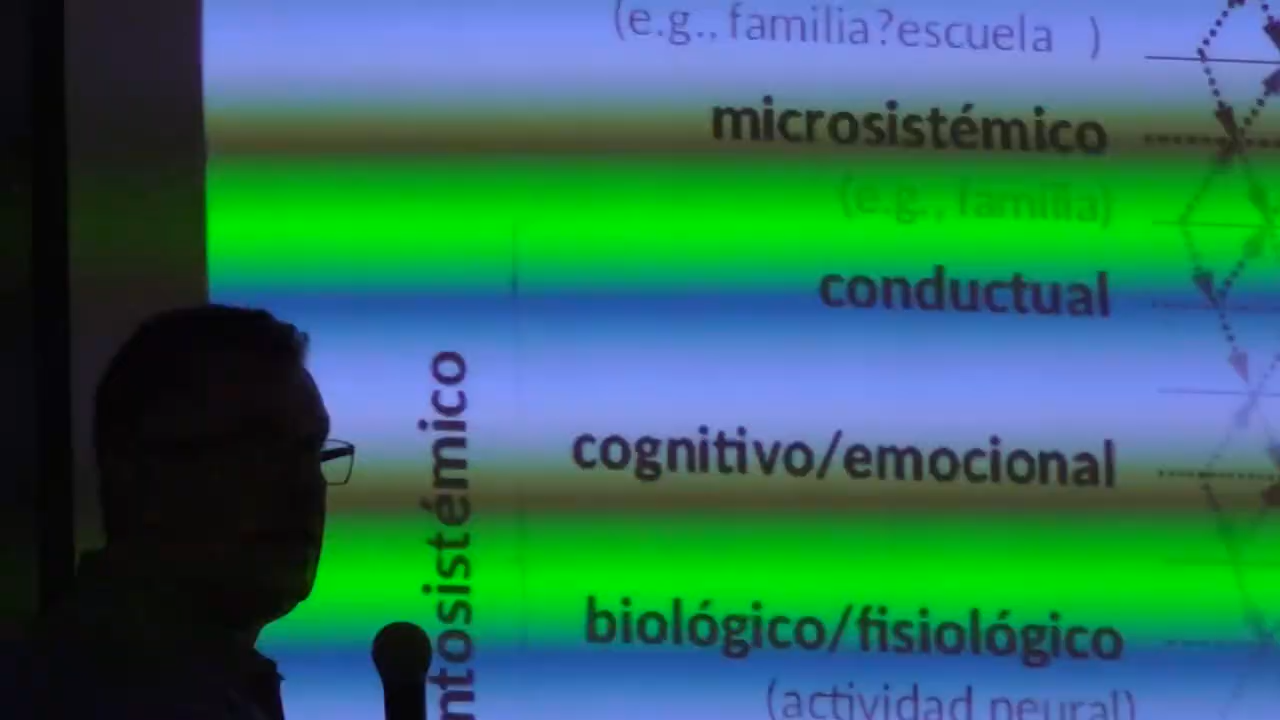 (e.g., familia?escuela )
microsistémico
(e.g., familia)
conductual
cognitivo/emocional
biológico/fisiológico
(actividad neural)
ntosistémico